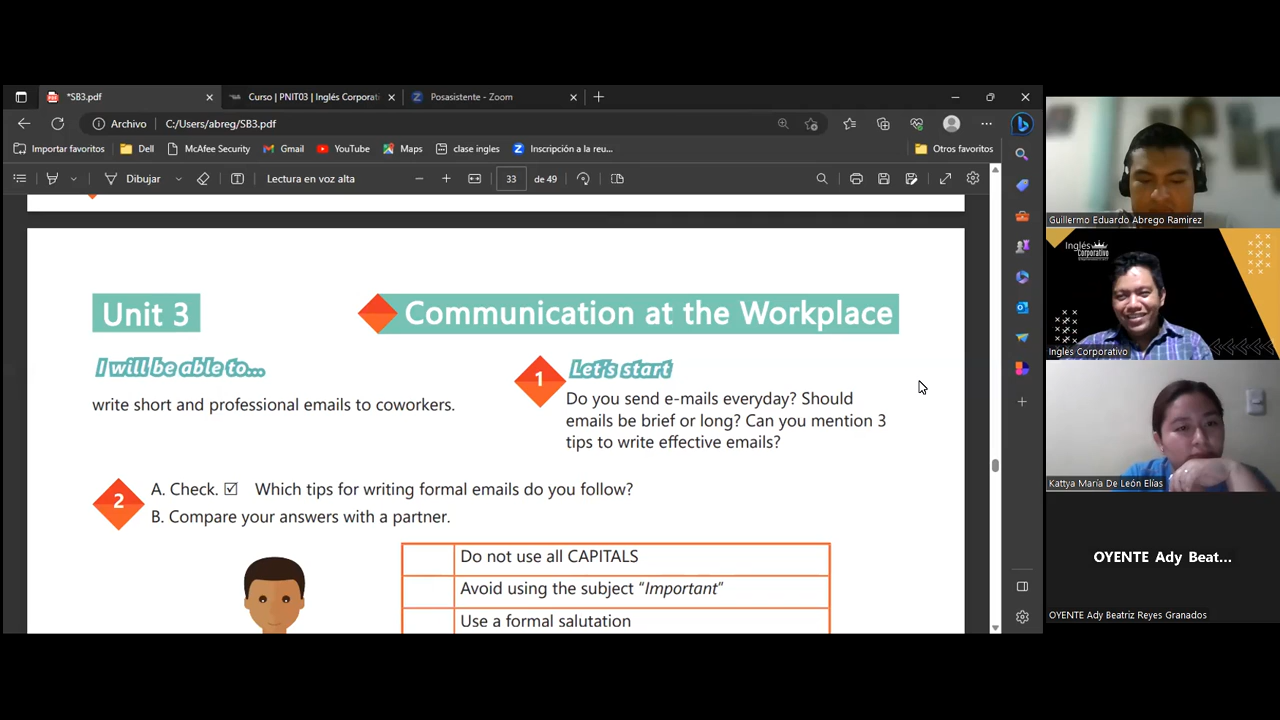 *SB3.pdf
Curso | PNIT03 | Inglés Corporati
Posasistente - Zoom
Archivo
C:/Users/abreg/SB3.pdf
Importar favoritos
Dell
McAfee Security
Gmail
YouTube
Maps
clase ingles
Inscripción a la reu...
Otros favoritos
Dibujar
Lectura en voz alta
33
de 49
Unit 3
Communication at the Workplace
I will be able to...
write short and professional emails to coworkers.
1
Let's start
Do you send e-mails everyday? Should
emails be brief or long? Can you mention 3
tips to write effective emails?
2
A. Check. ☑ Which tips for writing formal emails do you follow?
B. Compare your answers with a partner.
Do not use all CAPITALS
Avoid using the subject “Important”
Use a formal salutation
Guillermo Eduardo Abrego Ramirez
Inglés
Corporativo
Ingles Corporativo
Kattya María De León Elías
OYENTE Ady Beat...
OYENTE Ady Beatriz Reyes Granados